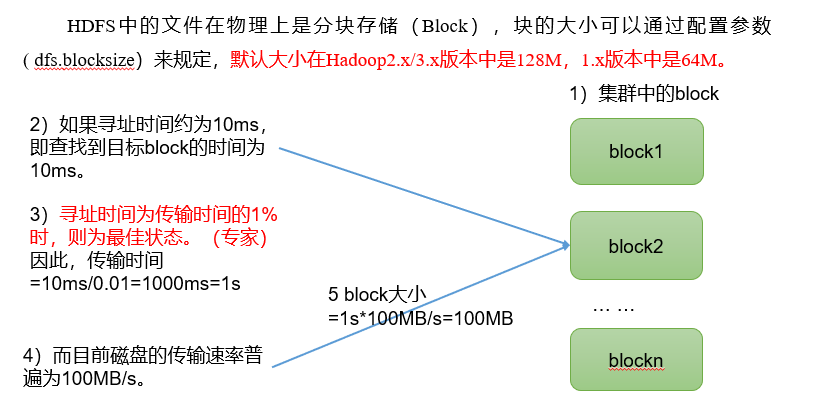 HDFS中的文件在物理上是分块存储（Block），块的大小可以通过配置参数
( dfs.blocksize）来规定，默认大小在Hadoop2.x/3.x版本中是128M，1.x版本中是64M。
1）集群中的block
2）如果寻址时间约为10ms，
即查找到目标block的时间为
10ms。
block1
3）寻址时间为传输时间的1%
时，则为最佳状态。（专家）
因此，传输时间
=10ms/0.01=1000ms=1s
block2
5 block大小
=1s*100MB/s=100MB
... ...
4）而目前磁盘的传输速率普
遍为100MB/s。
blockn